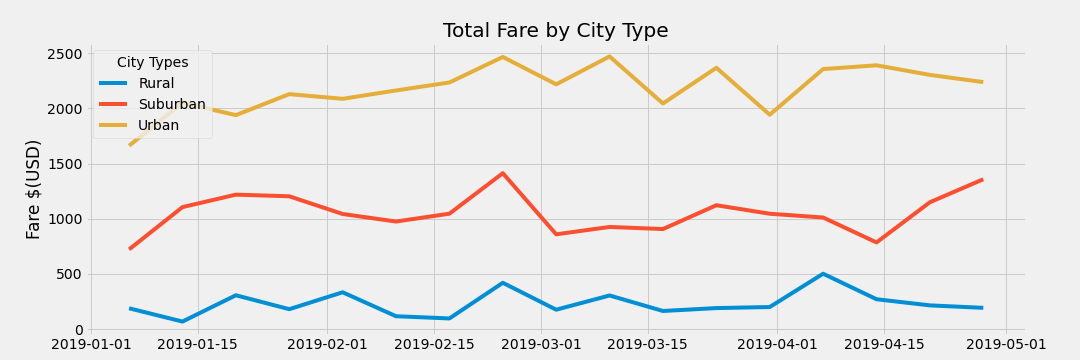 Total Fare by City Type
Fare $(USD)
2500
2000
1500
1000
500
0
City Types
Rural
Suburban
Urban
2019-01-01 2019-01-15 2019-02-01 2019-02-15 2019-03-01 2019-03-15 2019-04-01 2019-04-15 2019-05-01